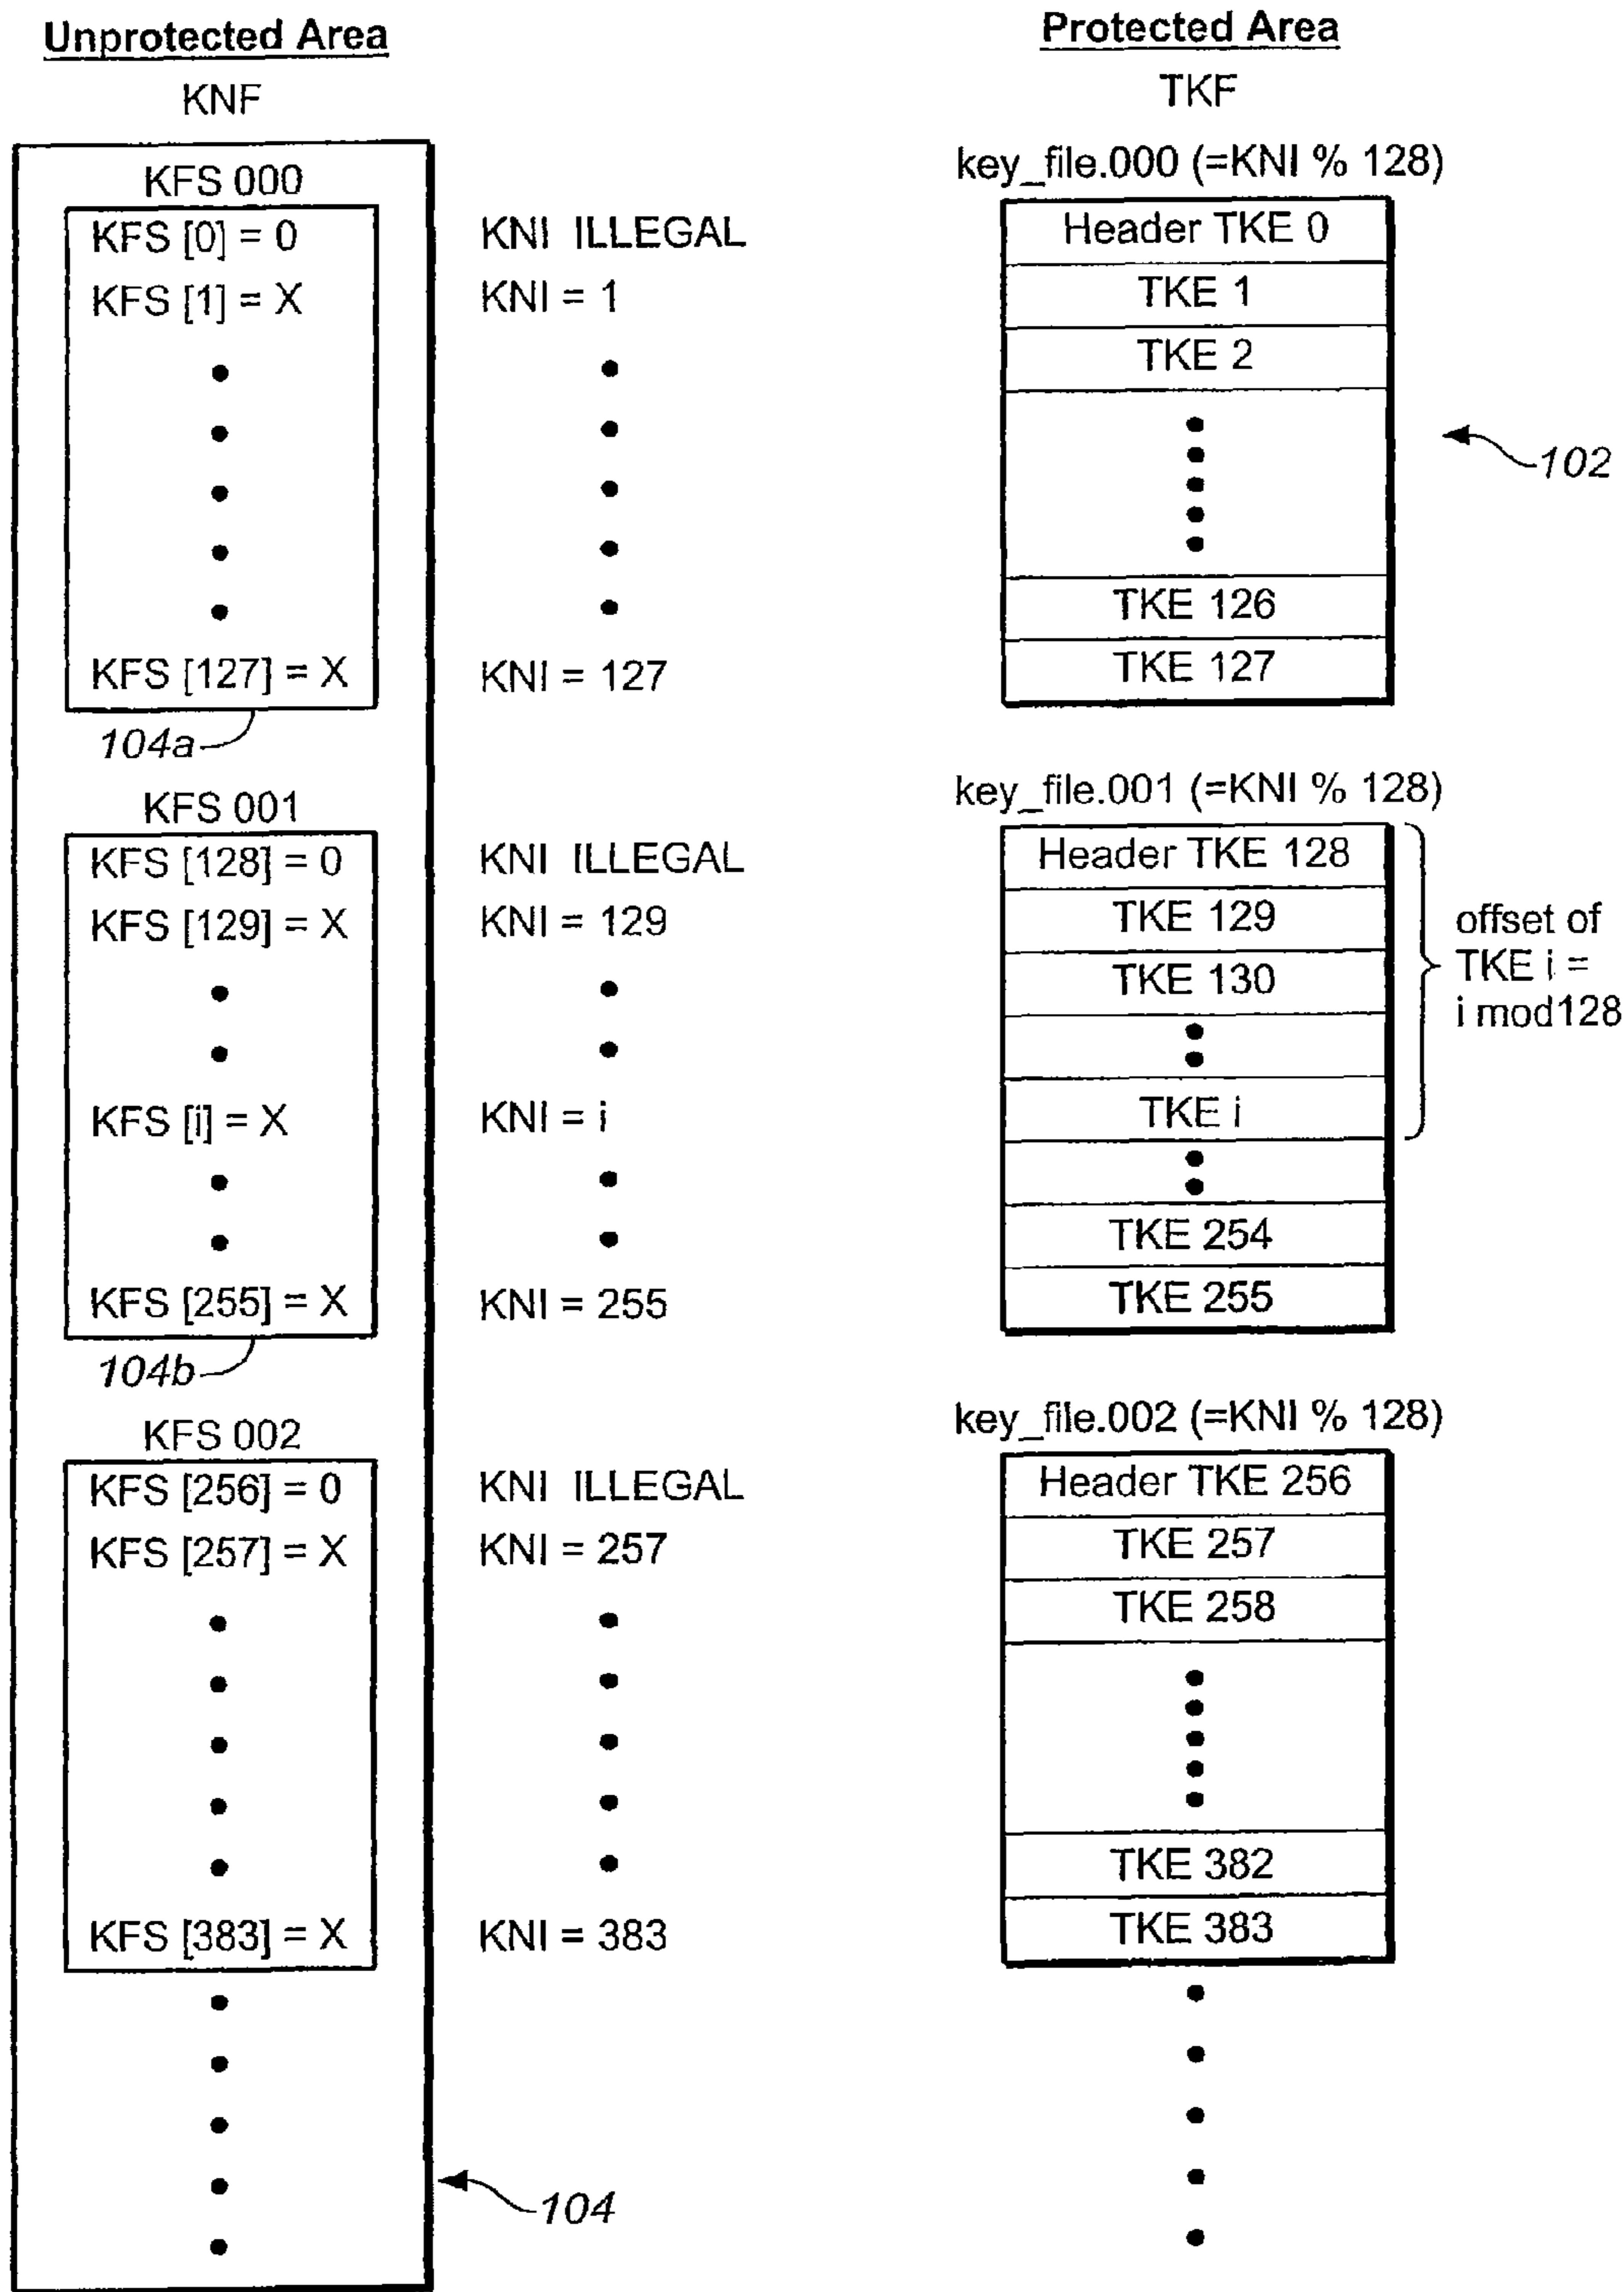 Unprotected Area
KNF
KFS 000
KFS [0] = 0
KFS [1] = X
KFS [127] = X
104a
KFS 001
KFS [128] = 0
KFS [129] = X
KFS [i] = X
KFS [255] = X
104b
KFS 002
KFS [256] = 0
KFS [257] = X
KFS [383] = X
104
KNI ILLEGAL
KNI = 1
KNI = 127
KNI ILLEGAL
KNI = 129
KNI = i
KNI = 255
KNI ILLEGAL
KNI = 257
KNI = 383
Protected Area
TKF
key_file.000 (=KNI % 128)
Header TKE 0
TKE 1
TKE 2
TKE 126
TKE 127
102
key_file.001 (=KNI % 128)
Header TKE 128
TKE 129
TKE 130
TKE i
TKE 254
TKE 255
offset of
TKE i =
i mod128
key_file.002 (=KNI % 128)
Header TKE 256
TKE 257
TKE 258
TKE 382
TKE 383